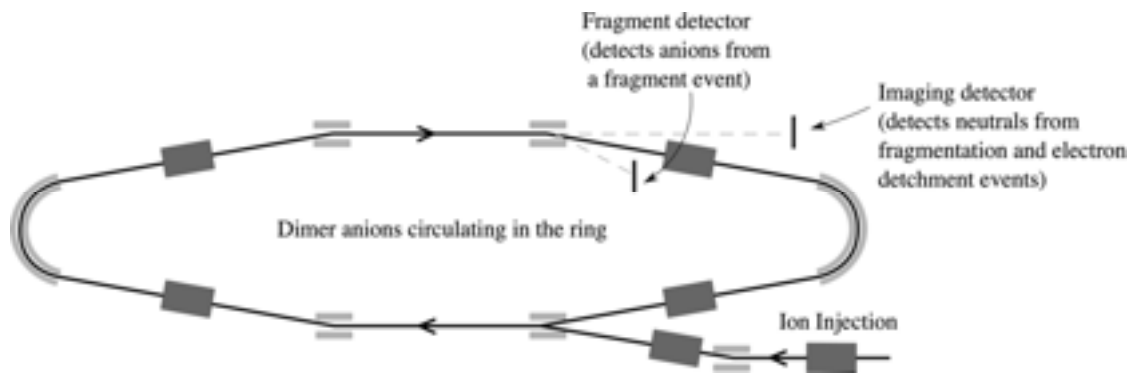 Fragment detector
(detects anions from
a fragment event)
Imaging detector
(detects neutrals from
fragmentation and electron
detchment events)
Dimer anions circulating in the ring
Ion Injection